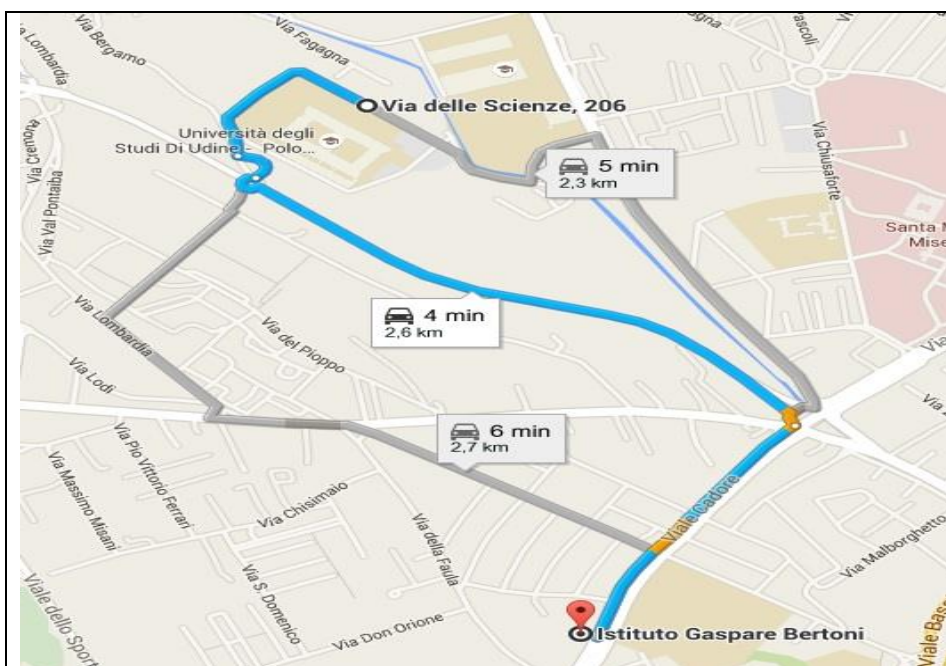 Via Lombardia
Via Bergamo
Via Fagagna
Pascoli
Via delle Scienze, 206
Università degli
Studi Di Udine - Polo...
Via Cremona
Via Val Pontaiba
5 min
2,3 km
Via Chiusaforte
Santa M
Mise
4 min
2,6 km
Via Lombardia
Via del Pioppo
Via Lodi
6 min
2,7 km
Via Pio Vittorio Ferrari
Via Massimo Misani
Via Chisimaio
Viale Cadore
Via della Faula
Via Malborghetto
Via S. Domenico
Viale dello Sport
Via Don Orione
Istituto Gaspare Bertoni
Viale Bass